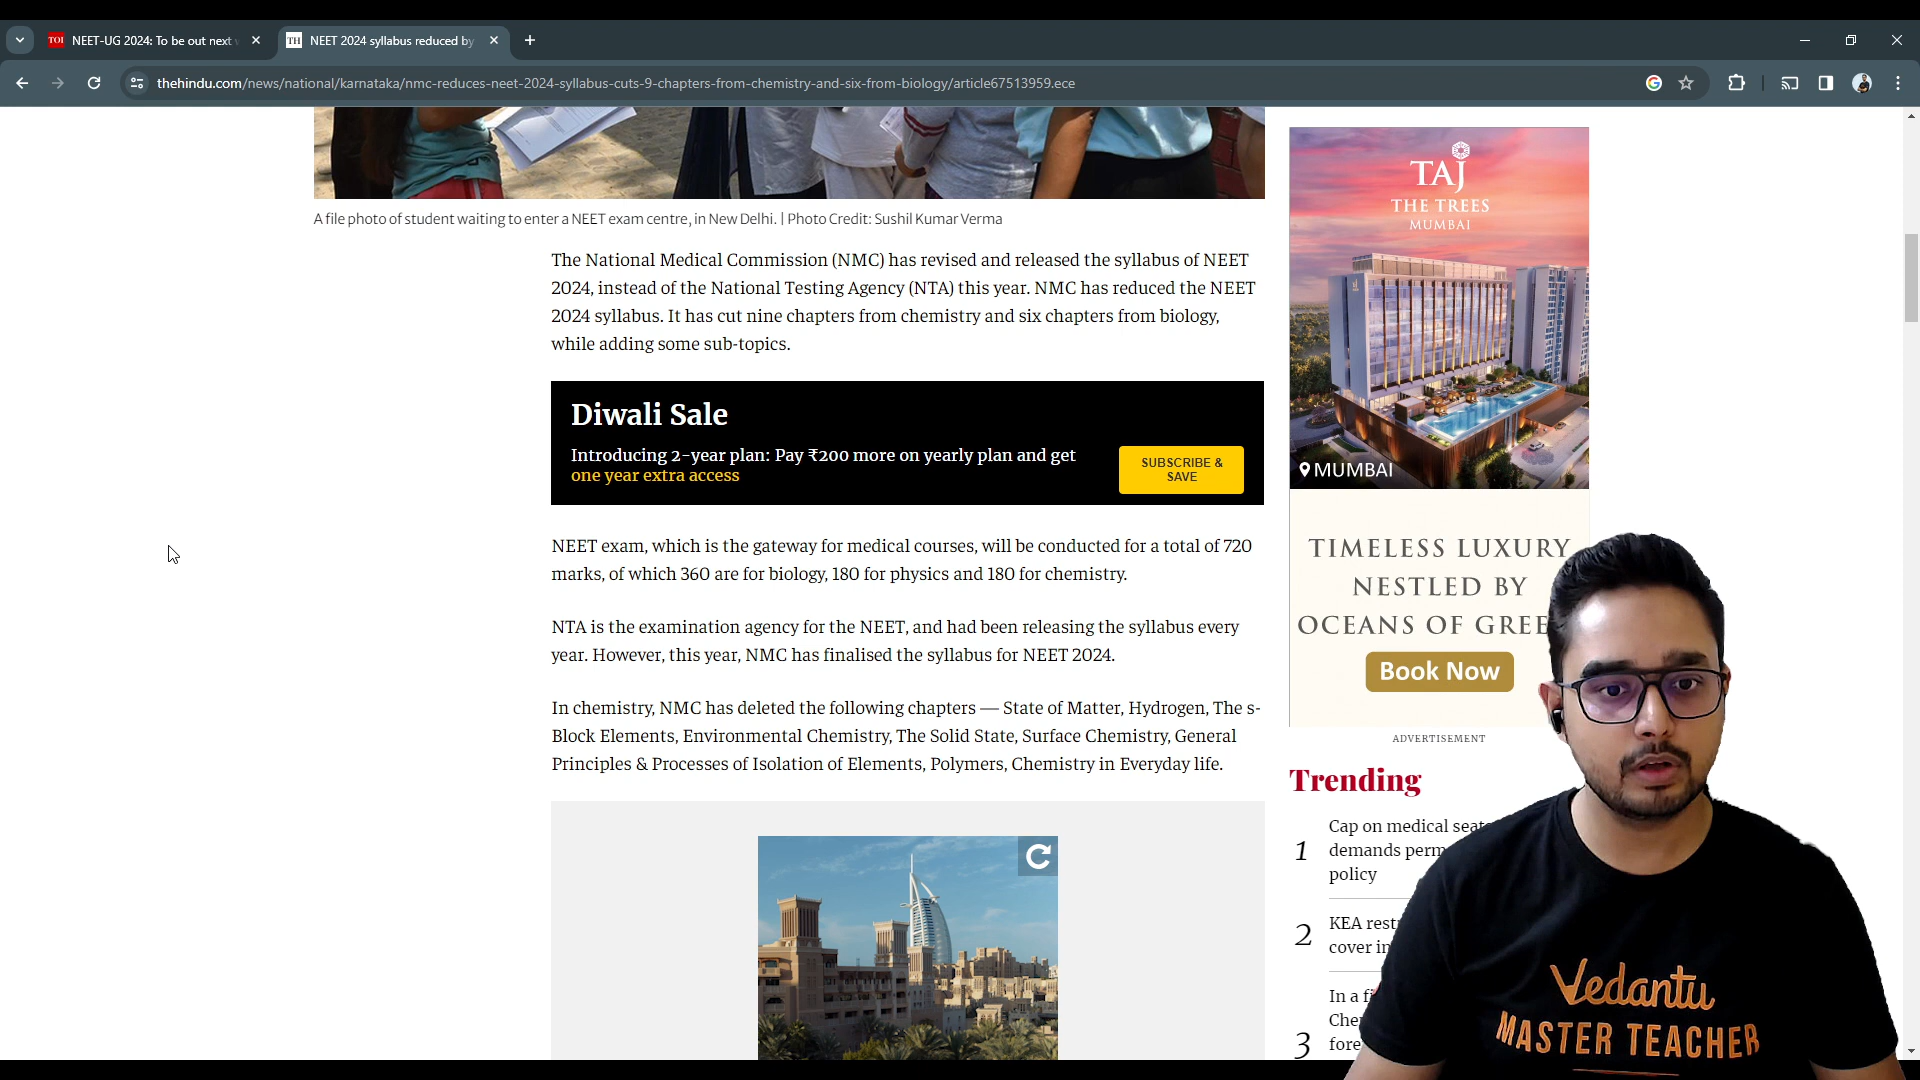 TOI NEET-UG 2024: To be out next
TH NEET 2024 syllabus reduced by
thehindu.com/news/national/karnataka/nmc-reduces-neet-2024-syllabus-cuts-9-chapters-from-chemistry-and-six-from-biology/article67513959.ece
A file photo of student waiting to enter a NEET exam centre, in New Delhi. | Photo Credit: Sushil Kumar Verma
The National Medical Commission (NMC) has revised and released the syllabus of NEET
2024, instead of the National Testing Agency (NTA) this year. NMC has reduced the NEET
2024 syllabus. It has cut nine chapters from chemistry and six chapters from biology,
while adding some sub-topics.
Diwali Sale
Introducing 2-year plan: Pay ₹200 more on yearly plan and get
one year extra access
SUBSCRIBE &
SAVE
NEET exam, which is the gateway for medical courses, will be conducted for a total of 720
marks, of which 360 are for biology, 180 for physics and 180 for chemistry.
NTA is the examination agency for the NEET, and had been releasing the syllabus every
year. However, this year, NMC has finalised the syllabus for NEET 2024.
In chemistry, NMC has deleted the following chapters — State of Matter, Hydrogen, The s-
Block Elements, Environmental Chemistry, The Solid State, Surface Chemistry, General
Principles & Processes of Isolation of Elements, Polymers, Chemistry in Everyday life.
TAJ
THE TREES
MUMBAI
MUMBAI
TIMELESS LUXURY
NESTLED BY
OCEANS OF GREE
Book Now
ADVERTISEMENT
Trending
1 Cap on medical seats
demands perm
policy
2 KEA rest
cover in
3 In a fi
Che
fore
Vedantu
MASTER TEACHER